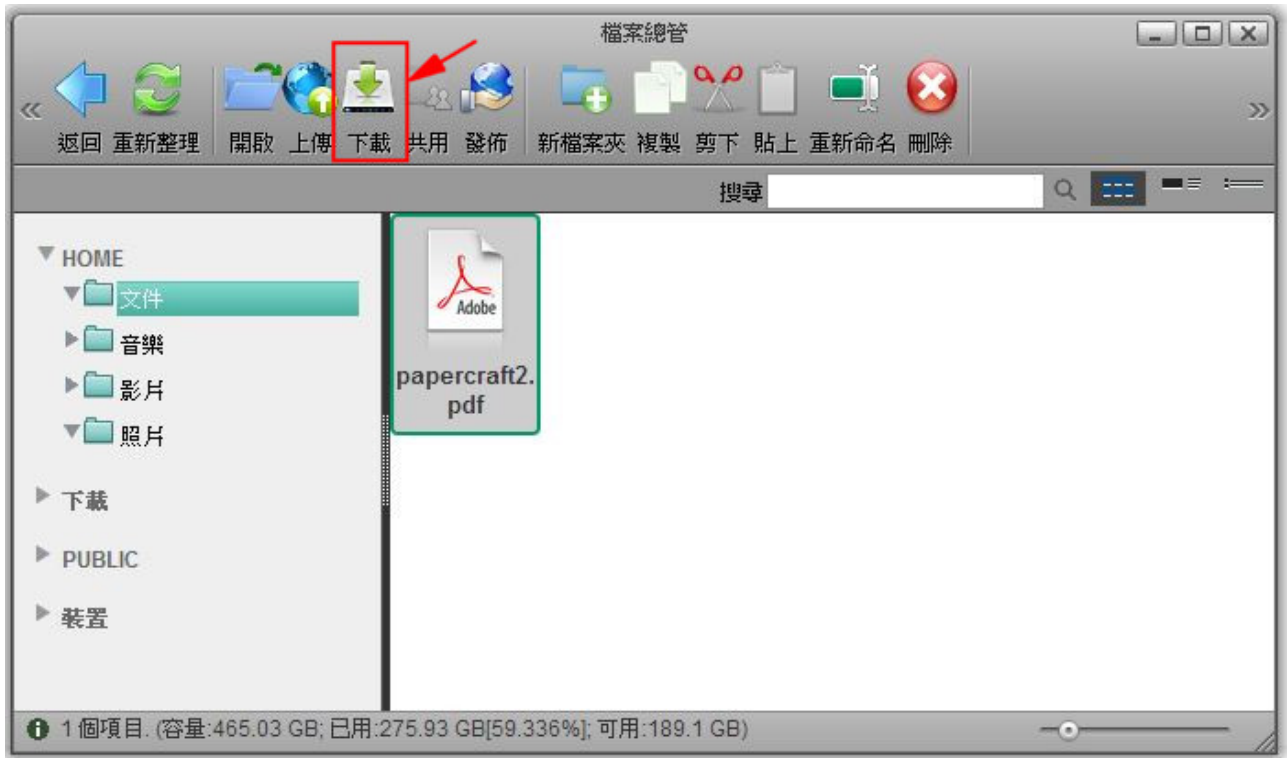 檔案總管
返回 重新整理 開啟 上傳 下載 共用 發佈 新檔案夾 複製 剪下 貼上 重新命名 刪除
搜尋
HOME
文件
音樂
影片
照片
下載
PUBLIC
裝置
Adobe
papercraft2.
pdf
1 個項目. (容量:465.03 GB; 已用:275.93 GB[59.336%]; 可用:189.1 GB)